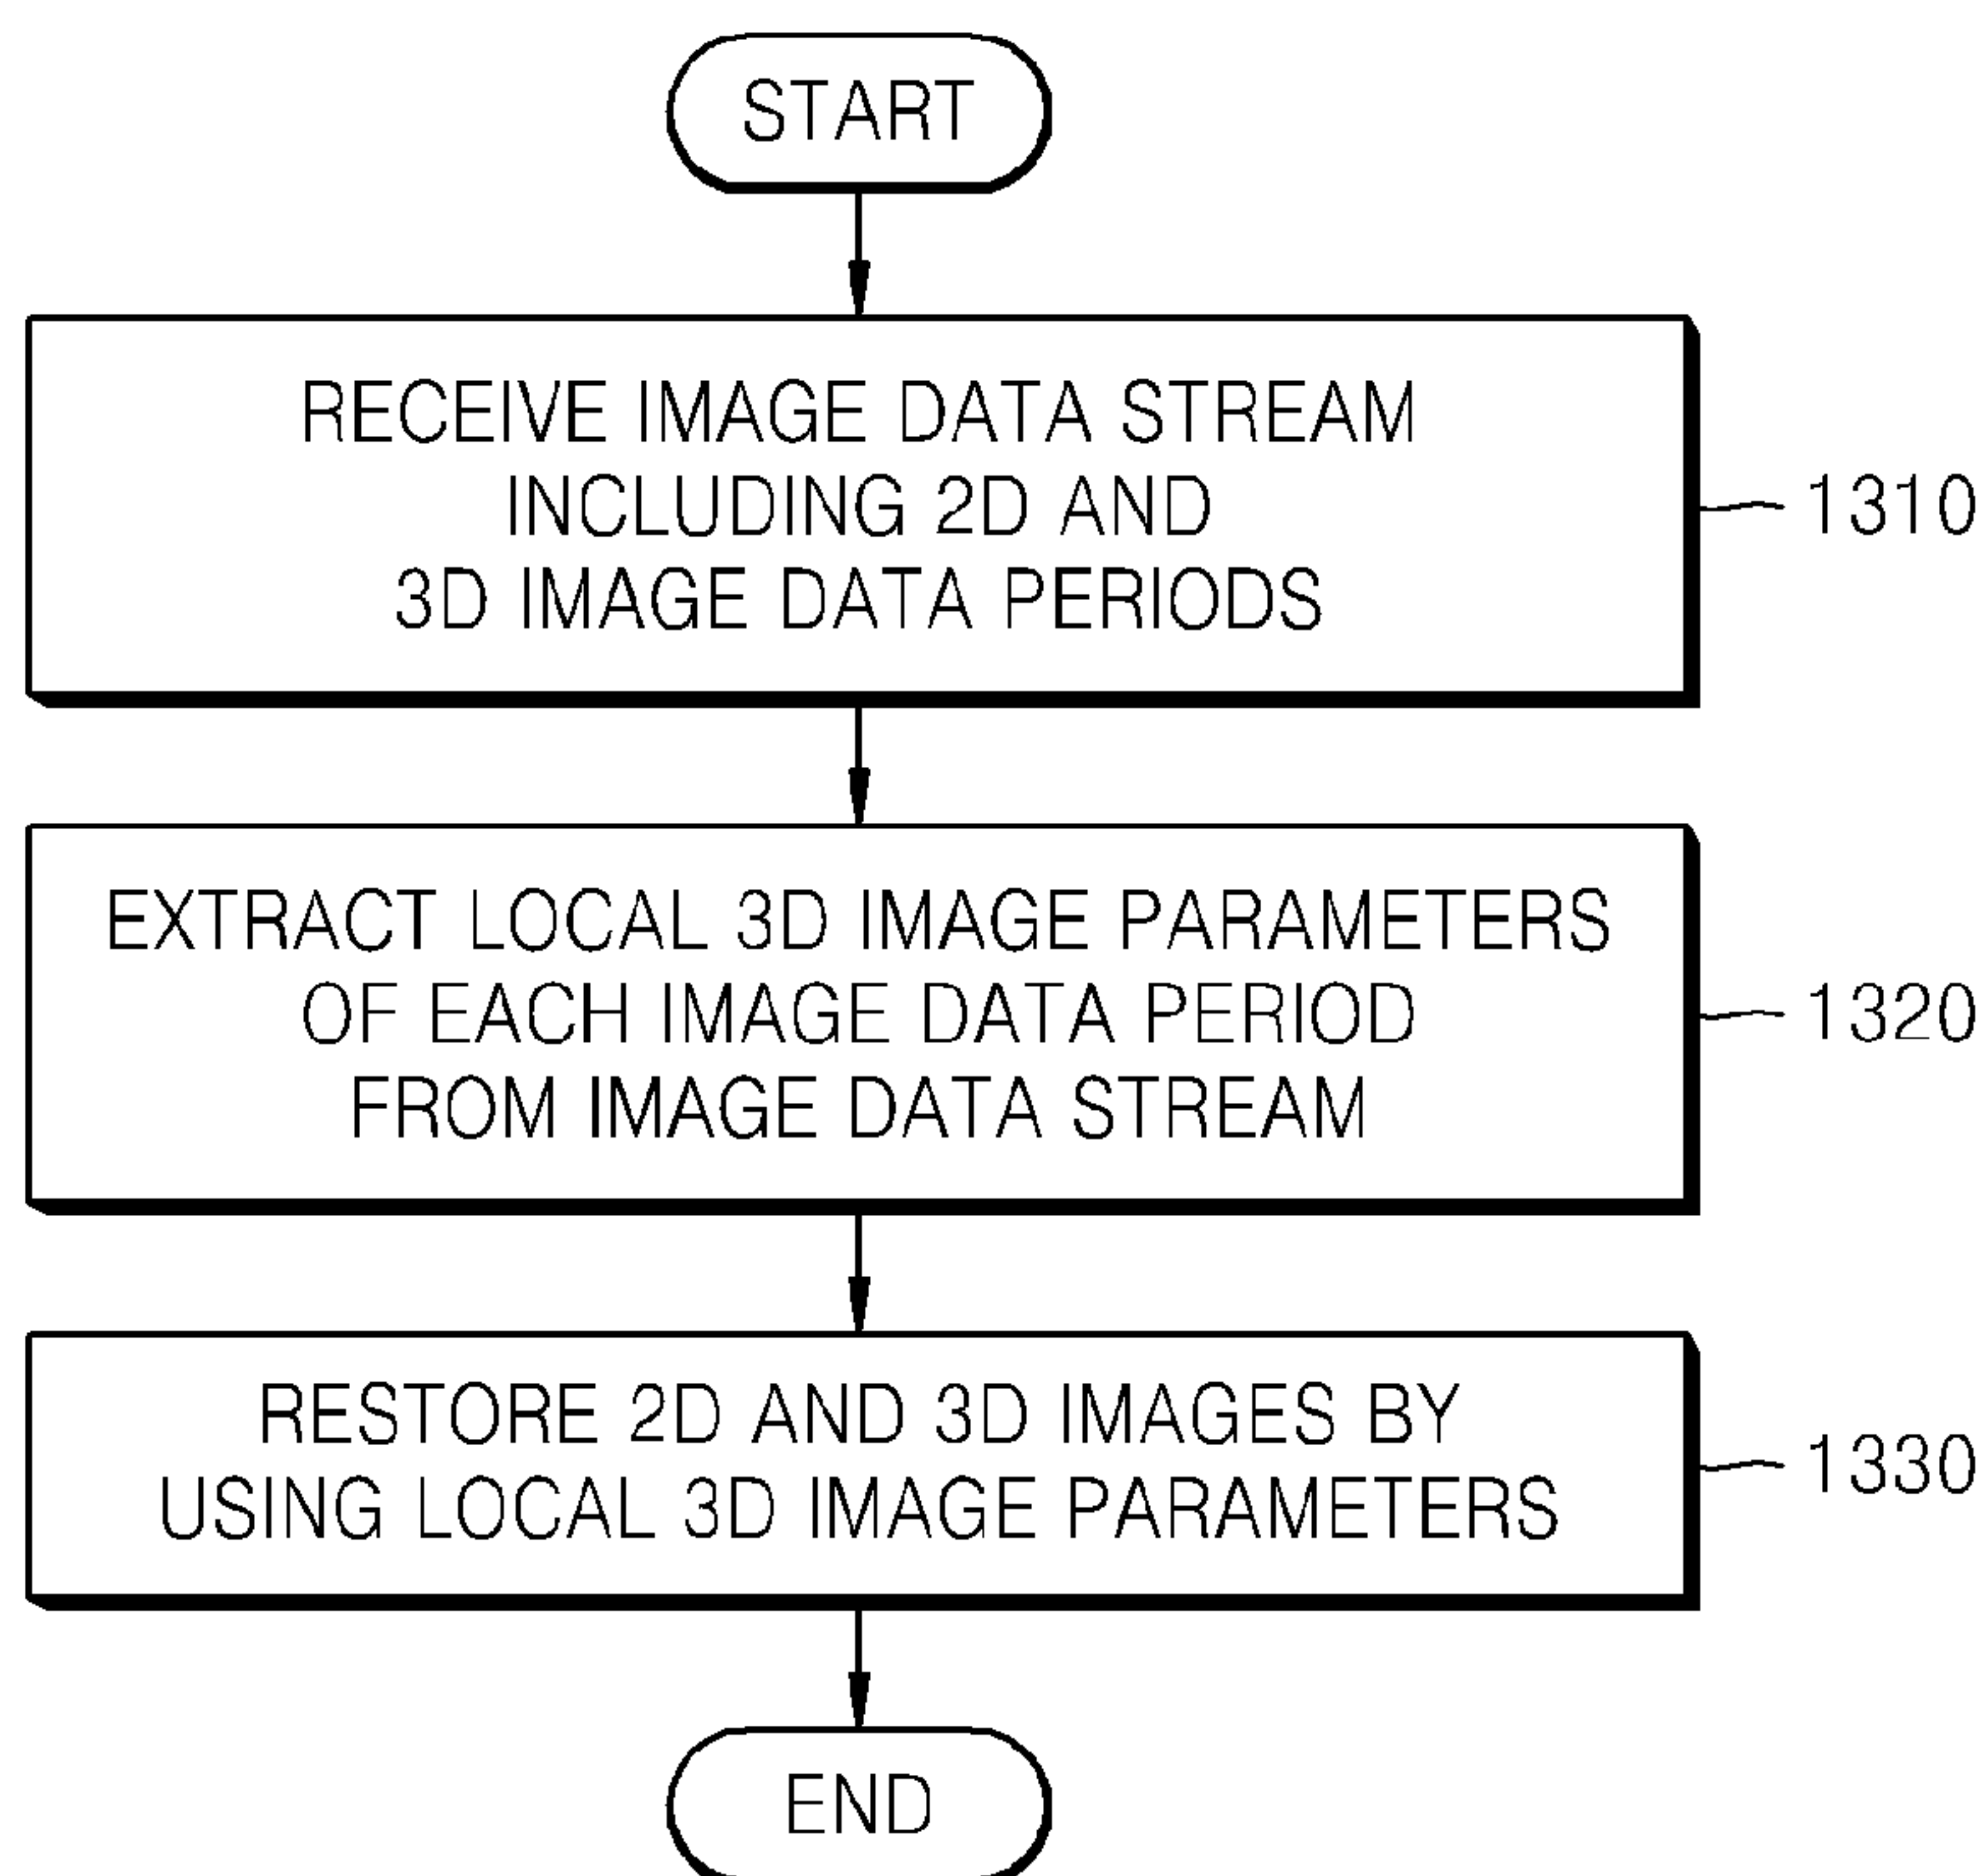 START
RECEIVE IMAGE DATA STREAM
INCLUDING 2D AND
3D IMAGE DATA PERIODS
1310
EXTRACT LOCAL 3D IMAGE PARAMETERS
OF EACH IMAGE DATA PERIOD
FROM IMAGE DATA STREAM
1320
RESTORE 2D AND 3D IMAGES BY
USING LOCAL 3D IMAGE PARAMETERS
1330
END